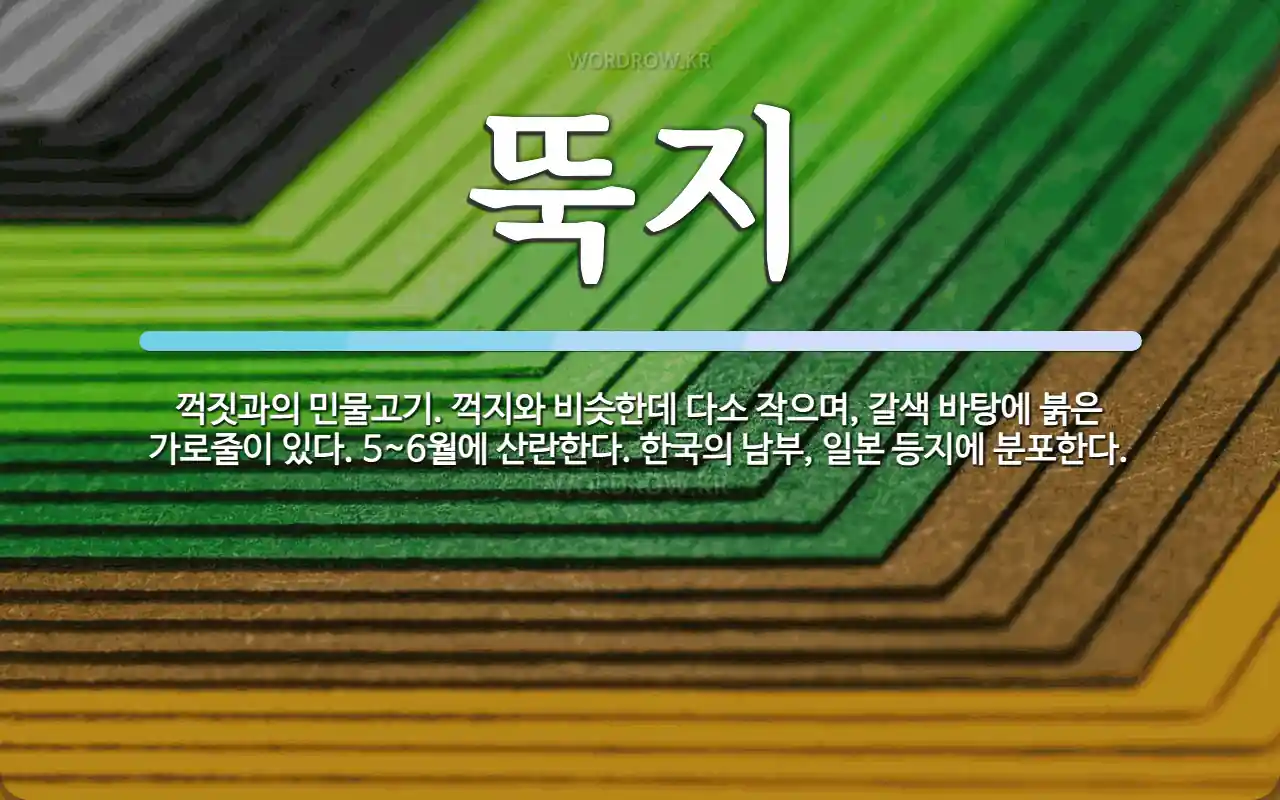 WORDROW.KR
뚝지
꺽짓과의 민물고기. 꺽지와 비슷한데 다소 작으며, 갈색 바탕에 붉은
가로줄이 있다. 5~6월에 산란한다. 한국의 남부, 일본 등지에 분포한다.
WORDROW.KR